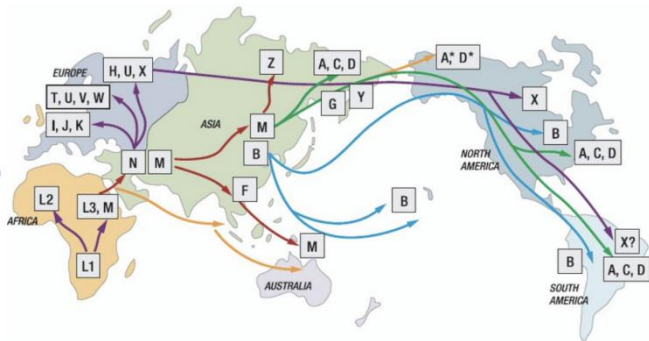 EUROPE
H, U, X
T, U, V, W
I, J, K
Z
A, C, D
A,* D*
G
Y
X
ASIA
M
B
N
M
F
M
B
L2
L3, M
AFRICA
L1
AUSTRALIA
B
NORTH
AMERICA
A, C, D
X?
B
A, C, D
SOUTH
AMERICA